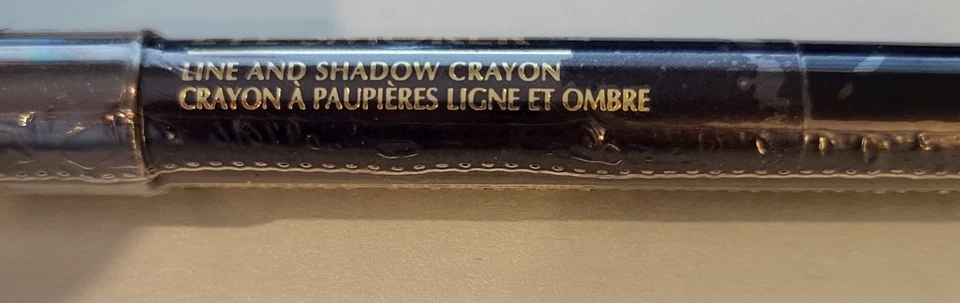 LINE AND SHADOW CRAYON
CRAYON À PAUPIÈRES LIGNE ET OMBRE